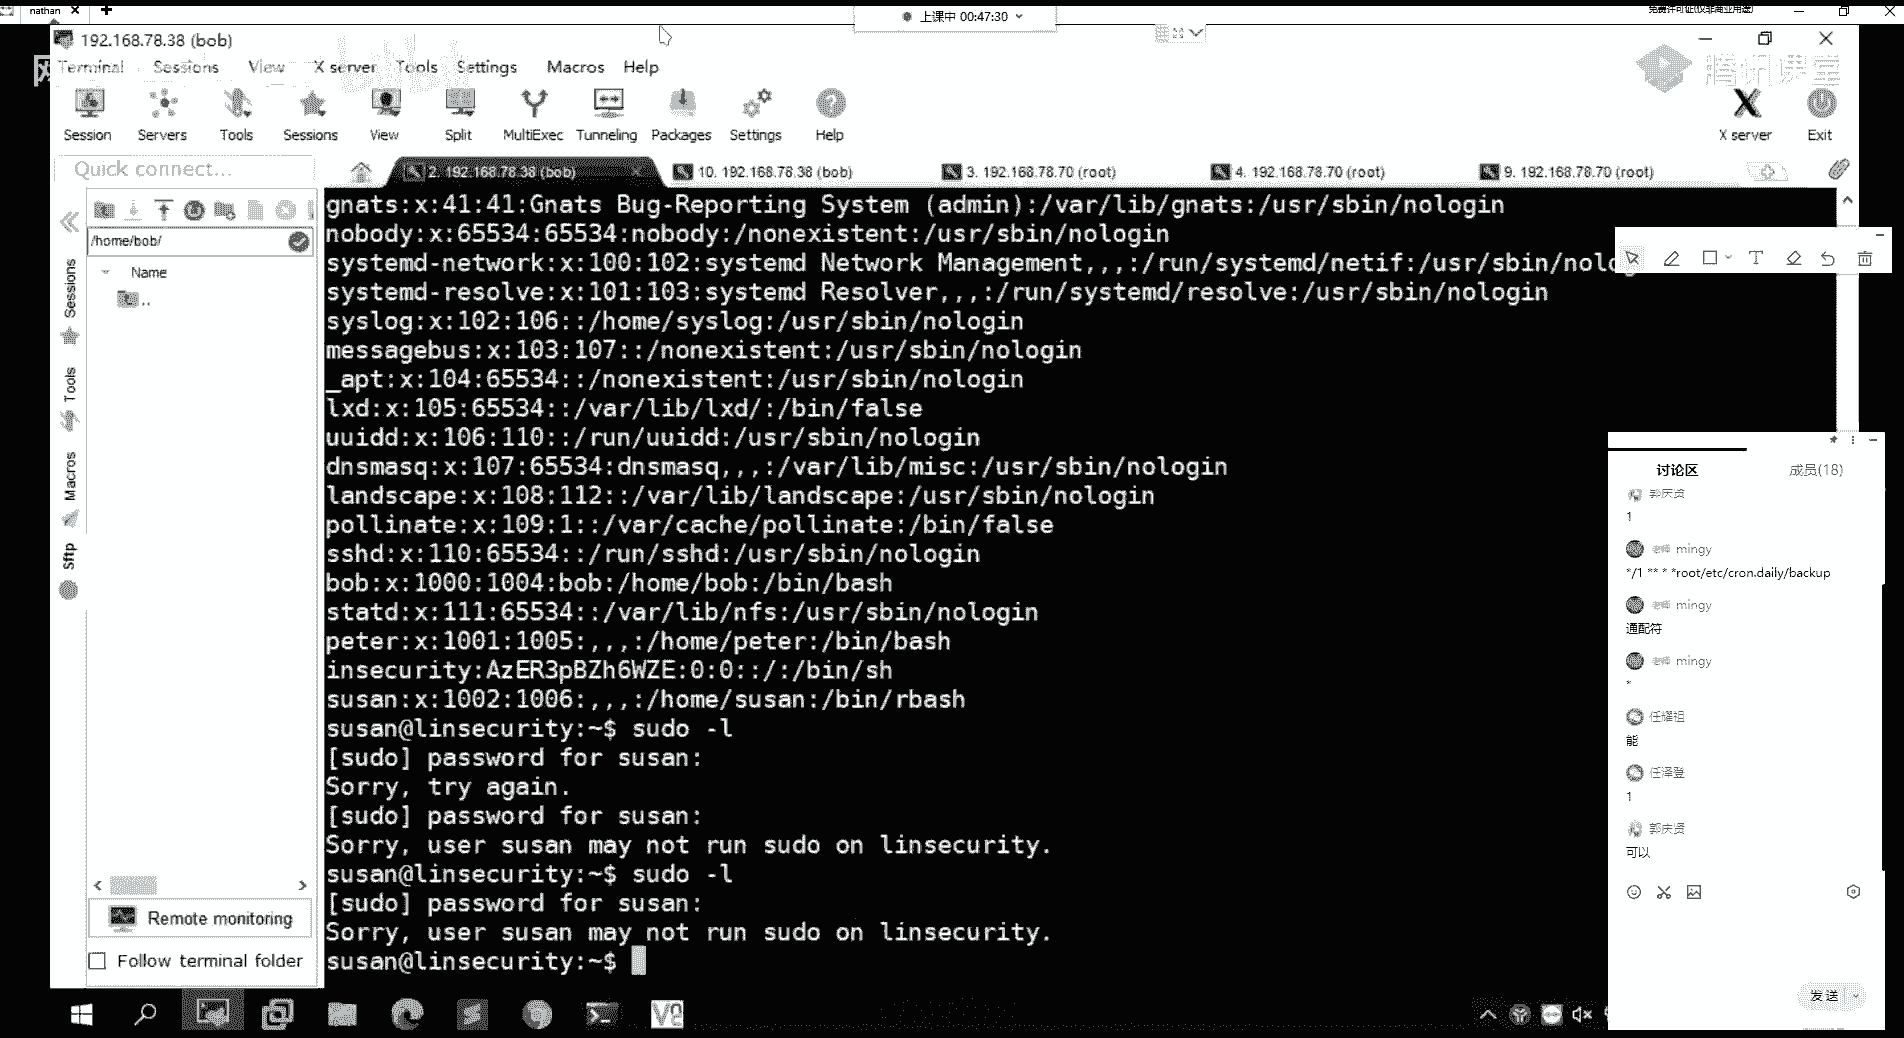 nathan
上课中 00:47:30
免费许可证(仅非商业用途)
192.168.78.38 (bob)
Terminal Sessions View X server Tools Settings Macros Help
腾讯课堂
Session Servers Tools Sessions View Split MultiExec Tunneling Packages Settings Help
X server Exit
Quick connect...
2. 192.168.78.38 (bob)
10. 192.168.78.38 (bob)
3. 192.168.78.70 (root)
4. 192.168.78.70 (root)
9. 192.168.78.70 (root)
/home/bob/
Name
..
Sessions
Tools
Macros
Sftp
Remote monitoring
Follow terminal folder
gnats:x:41:41:Gnats Bug-Reporting System (admin):/var/lib/gnats:/usr/sbin/nologin
nobody:x:65534:65534:nobody:/nonexistent:/usr/sbin/nologin
systemd-network:x:100:102:systemd Network Management,,,:/run/systemd/netif:/usr/sbin/nolog
systemd-resolve:x:101:103:systemd Resolver,,,:/run/systemd/resolve:/usr/sbin/nologin
syslog:x:102:106::/home/syslog:/usr/sbin/nologin
messagebus:x:103:107::/nonexistent:/usr/sbin/nologin
_apt:x:104:65534::/nonexistent:/usr/sbin/nologin
lxd:x:105:65534::/var/lib/lxd/:/bin/false
uuidd:x:106:110::/run/uuidd:/usr/sbin/nologin
dnsmasq:x:107:65534:dnsmasq,,,:/var/lib/misc:/usr/sbin/nologin
landscape:x:108:112::/var/lib/landscape:/usr/sbin/nologin
pollinate:x:109:1::/var/cache/pollinate:/bin/false
sshd:x:110:65534::/run/sshd:/usr/sbin/nologin
bob:x:1000:1004:bob:/home/bob:/bin/bash
statd:x:111:65534::/var/lib/nfs:/usr/sbin/nologin
peter:x:1001:1005:,,,:/home/peter:/bin/bash
insecurity:AzER3pBZh6WZE:0:0::/:/bin/sh
susan:x:1002:1006:,,,:/home/susan:/bin/rbash
susan@linsecurity:~$ sudo -l
[sudo] password for susan:
Sorry, try again.
[sudo] password for susan:
Sorry, user susan may not run sudo on linsecurity.
susan@linsecurity:~$ sudo -l
[sudo] password for susan:
Sorry, user susan may not run sudo on linsecurity.
susan@linsecurity:~$
讨论区 成员(18)
郭庆贤
1
老师 mingy
*/1 ** * *root/etc/cron.daily/backup
老师 mingy
通配符
老师 mingy
*
任耀祖
能
任泽登
1
郭庆贤
可以
发送